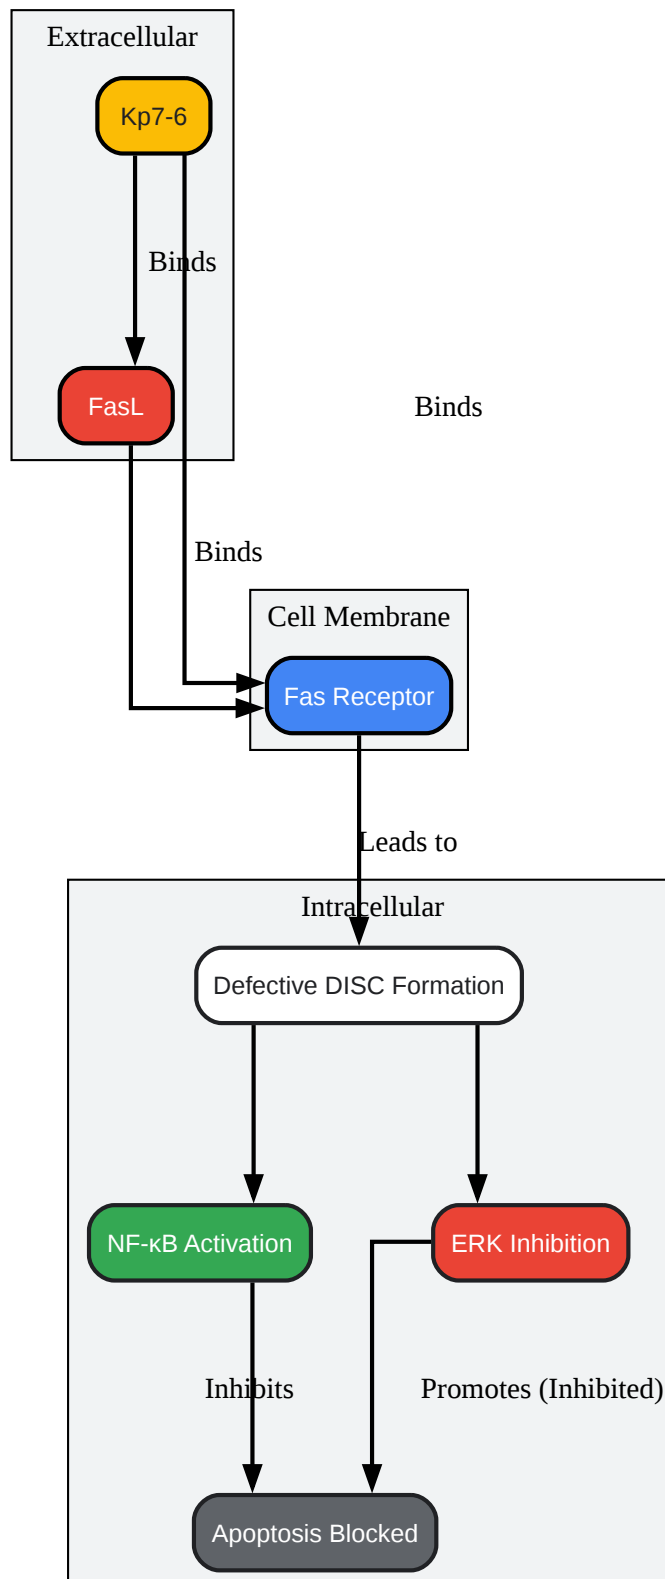 Extracellular
Kp7-6
Binds
FasL
Binds
Binds
Cell Membrane
Fas Receptor
Leads to
Intracellular
Defective DISC Formation
NF-κB Activation
ERK Inhibition
Inhibits
Promotes (Inhibited)
Apoptosis Blocked